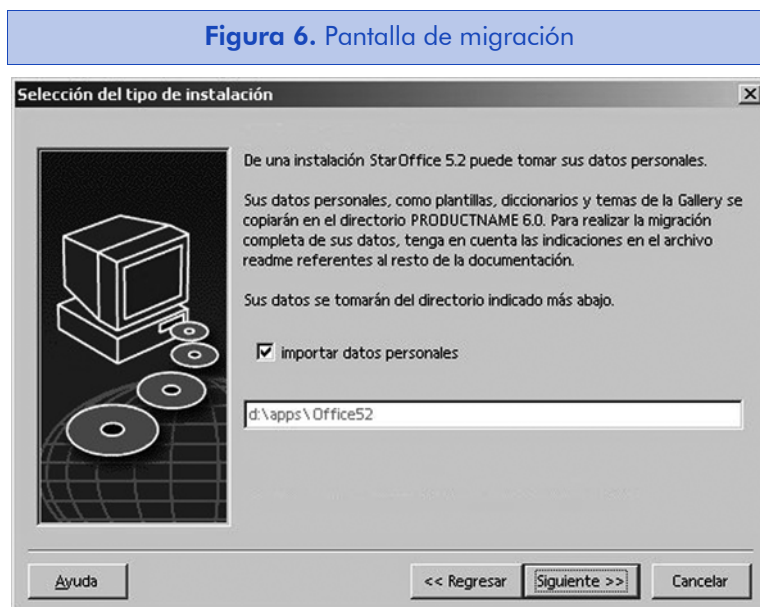 Figura 6. Pantalla de migración
Selección del tipo de instalación
De una instalación StarOffice 5.2 puede tomar sus datos personales.
Sus datos personales, como plantillas, diccionarios y temas de la Gallery se
copiarán en el directorio PRODUCTNAME 6.0. Para realizar la migración
completa de sus datos, tenga en cuenta las indicaciones en el archivo
readme referentes al resto de la documentación.
Sus datos se tomarán del directorio indicado más abajo.
importar datos personales
d:\apps\Office52
Ayuda
<< Regresar
Siguiente >>
Cancelar